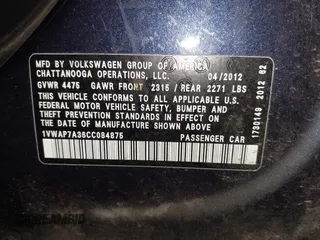 MFD BY VOLKSWAGEN GROUP OF AMERICA
CHATTANOOGA OPERATIONS, LLC. 04/2012
GVWR 4475 GAWR FRONT 2315 / REAR 2271 LBS
THIS VEHICLE CONFORMS TO ALL APPLICABLE U.S.
FEDERAL MOTOR VEHICLE SAFETY, BUMPER, AND
THEFT PREVENTION STANDARDS IN EFFECT ON THE DATE OF MANUFACTURE SHOWN ABOVE.
1VWAP7A36CC084875 PASSENGER CAR
1730149 2012 62